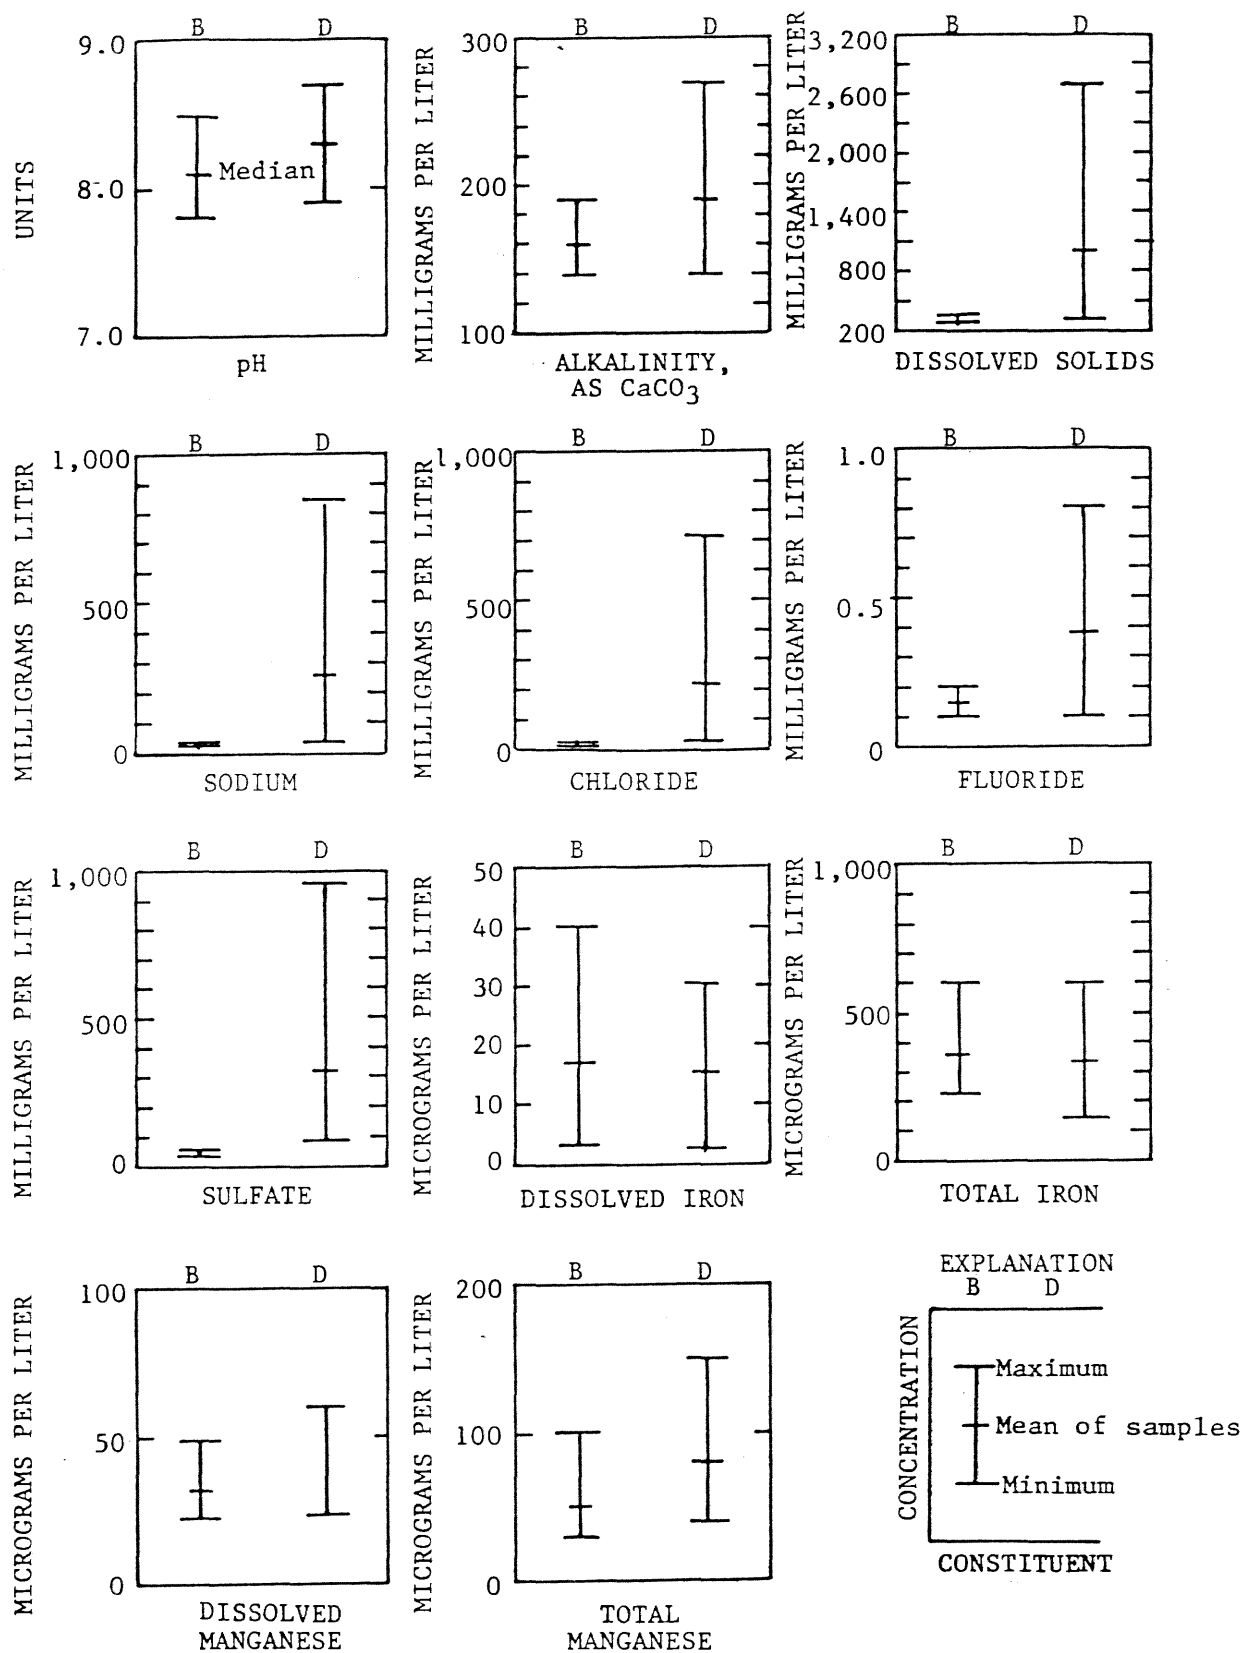 B D
9.0
8.0
7.0
Median
UNITS
pH
B D
300
200
100
MILLIGRAMS PER LITER
ALKALINITY,
AS CaCO3
B D
3,200
2,600
2,000
1,400
800
200
MILLIGRAMS PER LITER
DISSOLVED SOLIDS
B D
1,000
500
0
MILLIGRAMS PER LITER
SODIUM
B D
1,000
500
0
MILLIGRAMS PER LITER
CHLORIDE
B D
1.0
0.5
0
MILLIGRAMS PER LITER
FLUORIDE
B D
1,000
500
0
MILLIGRAMS PER LITER
SULFATE
B D
50
40
30
20
10
0
MICROGRAMS PER LITER
DISSOLVED IRON
B D
1,000
500
0
MICROGRAMS PER LITER
TOTAL IRON
B D
100
50
0
MICROGRAMS PER LITER
DISSOLVED
MANGANESE
B D
200
100
0
MICROGRAMS PER LITER
TOTAL
MANGANESE
EXPLANATION
B D
CONCENTRATION
Maximum
Mean of samples
Minimum
CONSTITUENT